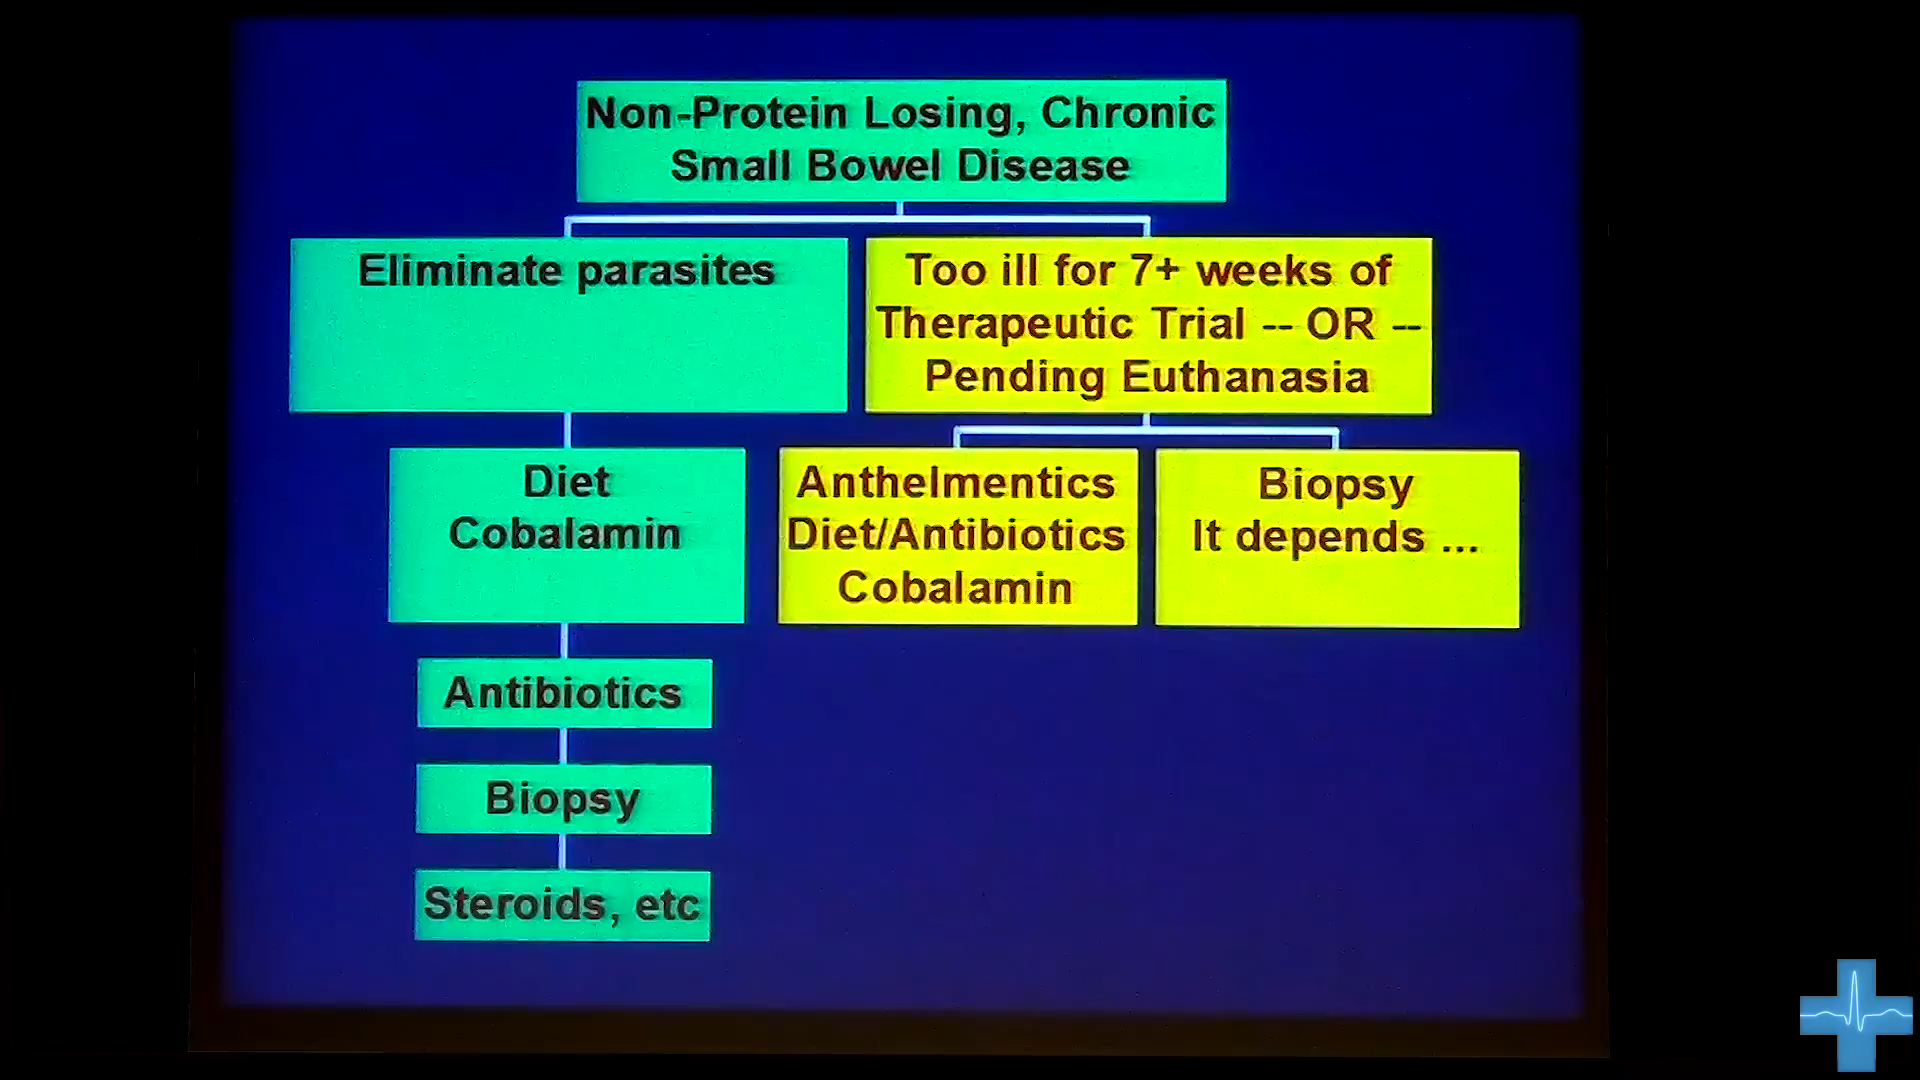 Non-Protein Losing, Chronic
Small Bowel Disease
Eliminate parasites
Too ill for 7+ weeks of
Therapeutic Trial -- OR --
Pending Euthanasia
Diet
Cobalamin
Anthelmentics
Diet/Antibiotics
Cobalamin
Biopsy
It depends ...
Antibiotics
Biopsy
Steroids, etc